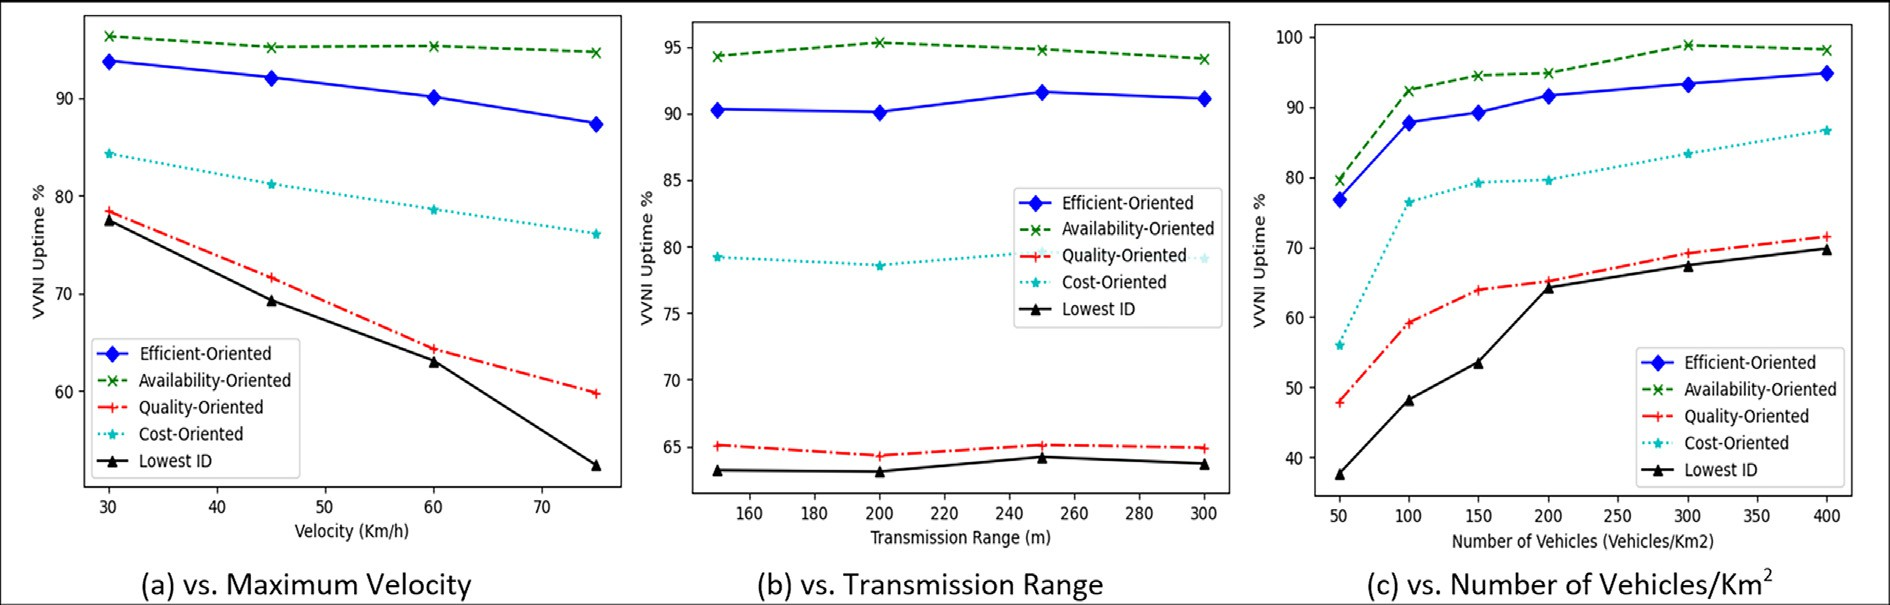 VVNI Uptime %
90
80
70
60
Efficient-Oriented
Availability-Oriented
Quality-Oriented
Cost-Oriented
Lowest ID
30 40 50 60 70
Velocity (Km/h)
(a) vs. Maximum Velocity
VVNI Uptime %
95
90
85
80
75
70
65
Efficient-Oriented
Availability-Oriented
Quality-Oriented
Cost-Oriented
Lowest ID
160 180 200 220 240 260 280 300
Transmission Range (m)
(b) vs. Transmission Range
VVNI Uptime %
100
90
80
70
60
50
40
Efficient-Oriented
Availability-Oriented
Quality-Oriented
Cost-Oriented
Lowest ID
50 100 150 200 250 300 350 400
Number of Vehicles (Vehicles/Km2)
(c) vs. Number of Vehicles/Km²